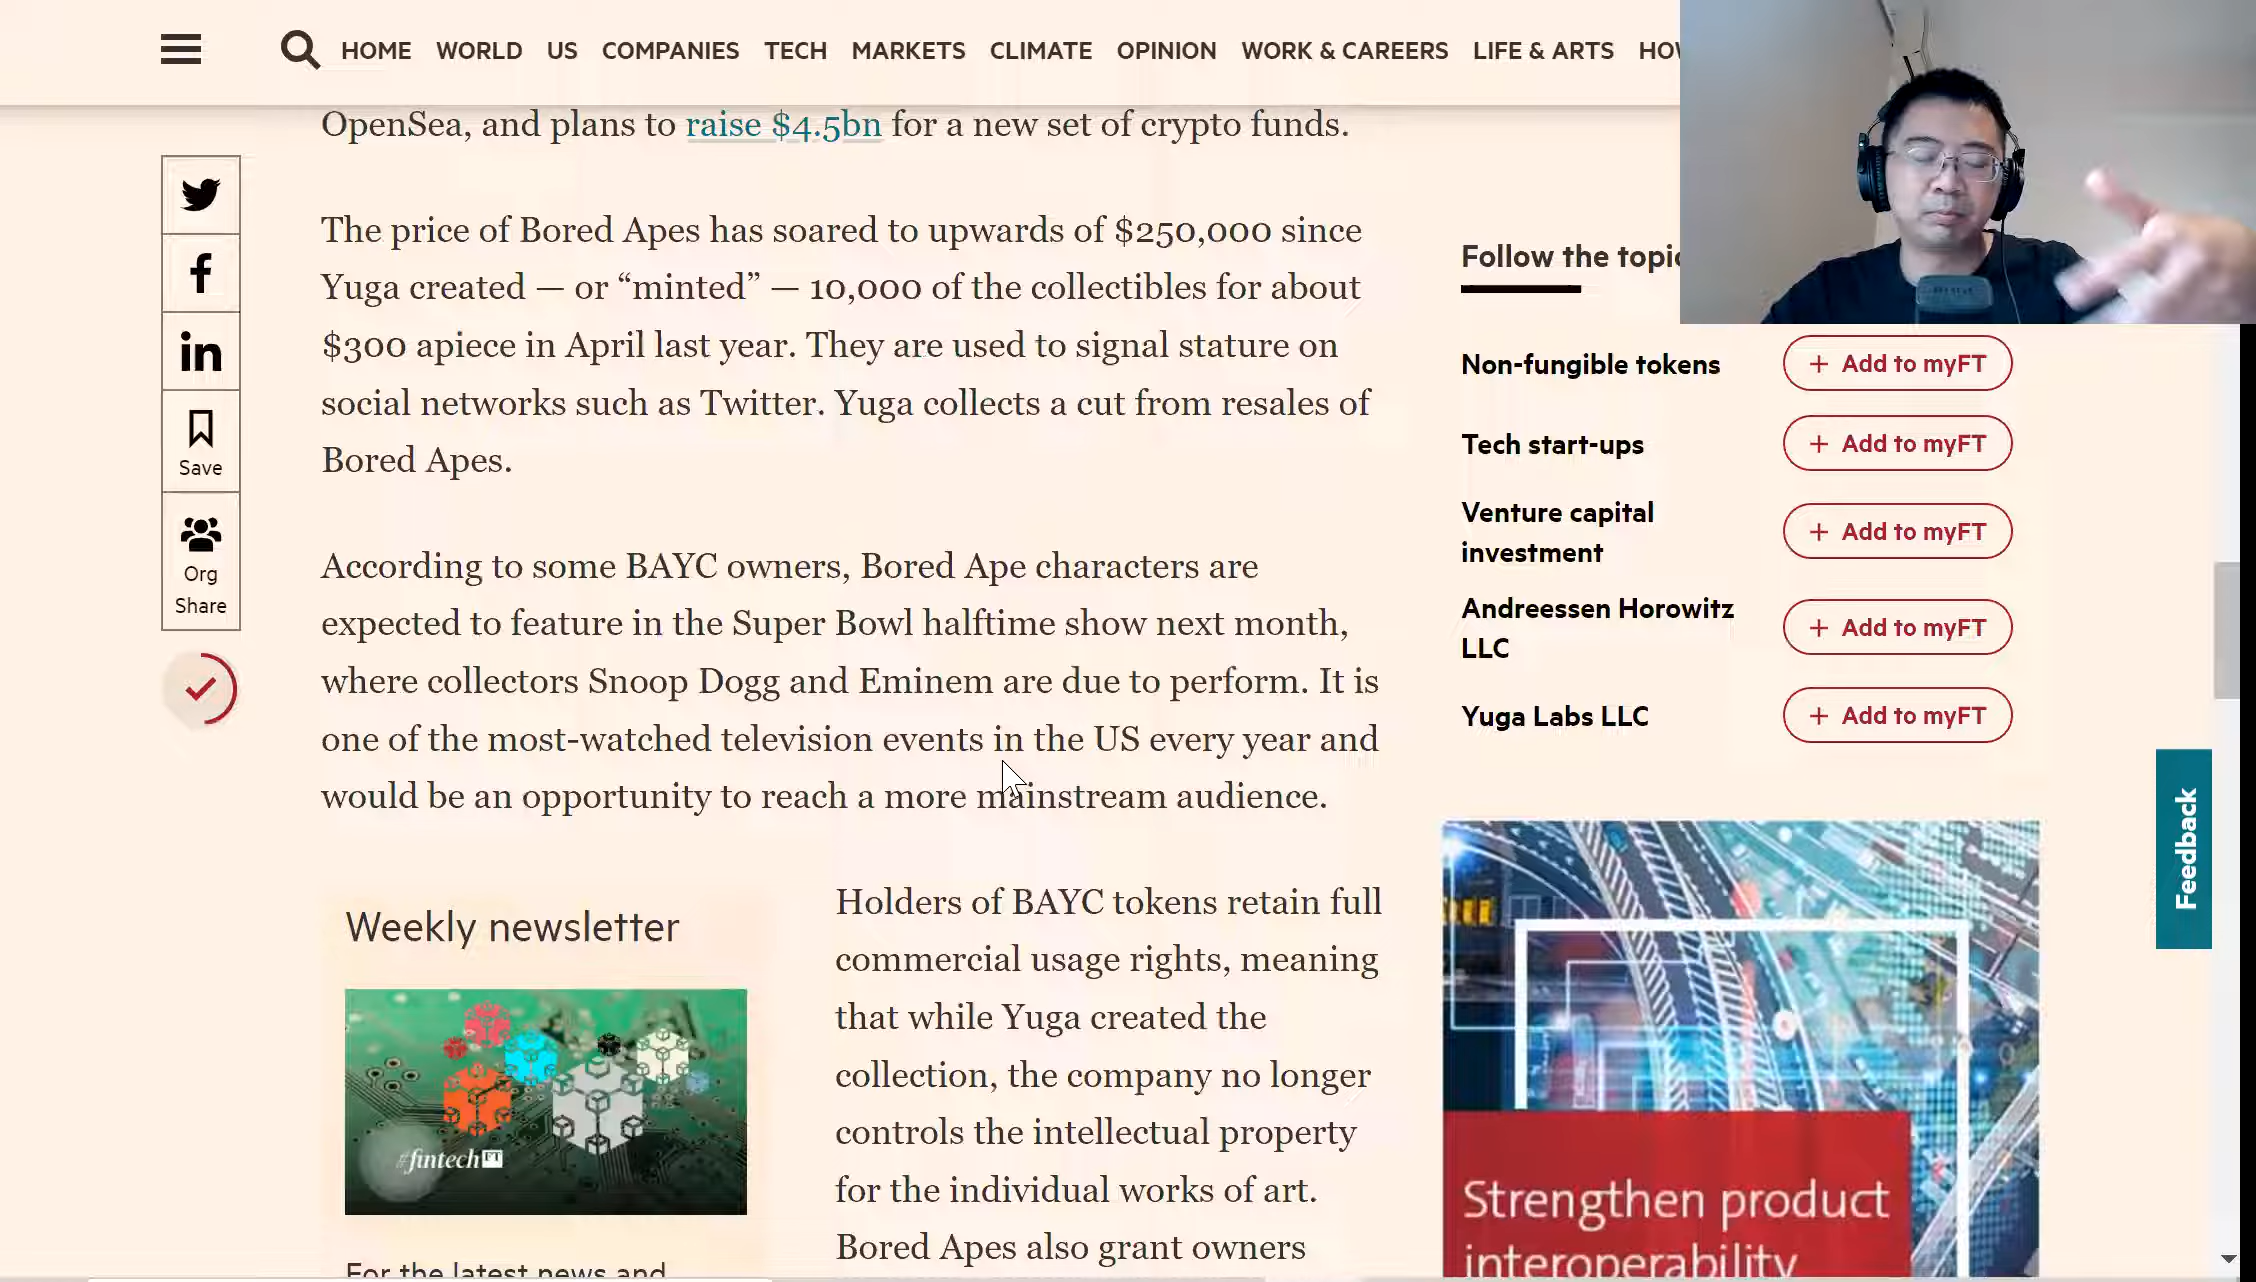 HOME WORLD US COMPANIES TECH MARKETS CLIMATE OPINION WORK & CAREERS LIFE & ARTS
OpenSea, and plans to raise $4.5bn for a new set of crypto funds.
The price of Bored Apes has soared to upwards of $250,000 since
Yuga created — or “minted” — 10,000 of the collectibles for about
$300 apiece in April last year. They are used to signal stature on
social networks such as Twitter. Yuga collects a cut from resales of
Bored Apes.
According to some BAYC owners, Bored Ape characters are
expected to feature in the Super Bowl halftime show next month,
where collectors Snoop Dogg and Eminem are due to perform. It is
one of the most-watched television events in the US every year and
would be an opportunity to reach a more mainstream audience.
Holders of BAYC tokens retain full
commercial usage rights, meaning
that while Yuga created the
collection, the company no longer
controls the intellectual property
for the individual works of art.
Bored Apes also grant owners
Save
Org
Share
Weekly newsletter
#fintech FT
For the latest news and
Follow the topic
Non-fungible tokens + Add to myFT
Tech start-ups + Add to myFT
Venture capital
investment + Add to myFT
Andreessen Horowitz
LLC + Add to myFT
Yuga Labs LLC + Add to myFT
Feedback
Strengthen product
interoperability